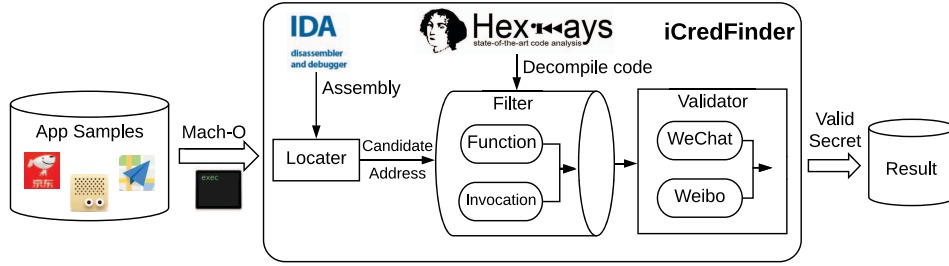 IDA
disassembler
and debugger
Hex-rays
state-of-the-art code analysis
iCredFinder
Assembly
Decompile code
App Samples
京东
Mach-O
exec
Locater
Candidate
Address
Filter
Function
Invocation
Validator
WeChat
Weibo
Valid
Secret
Result